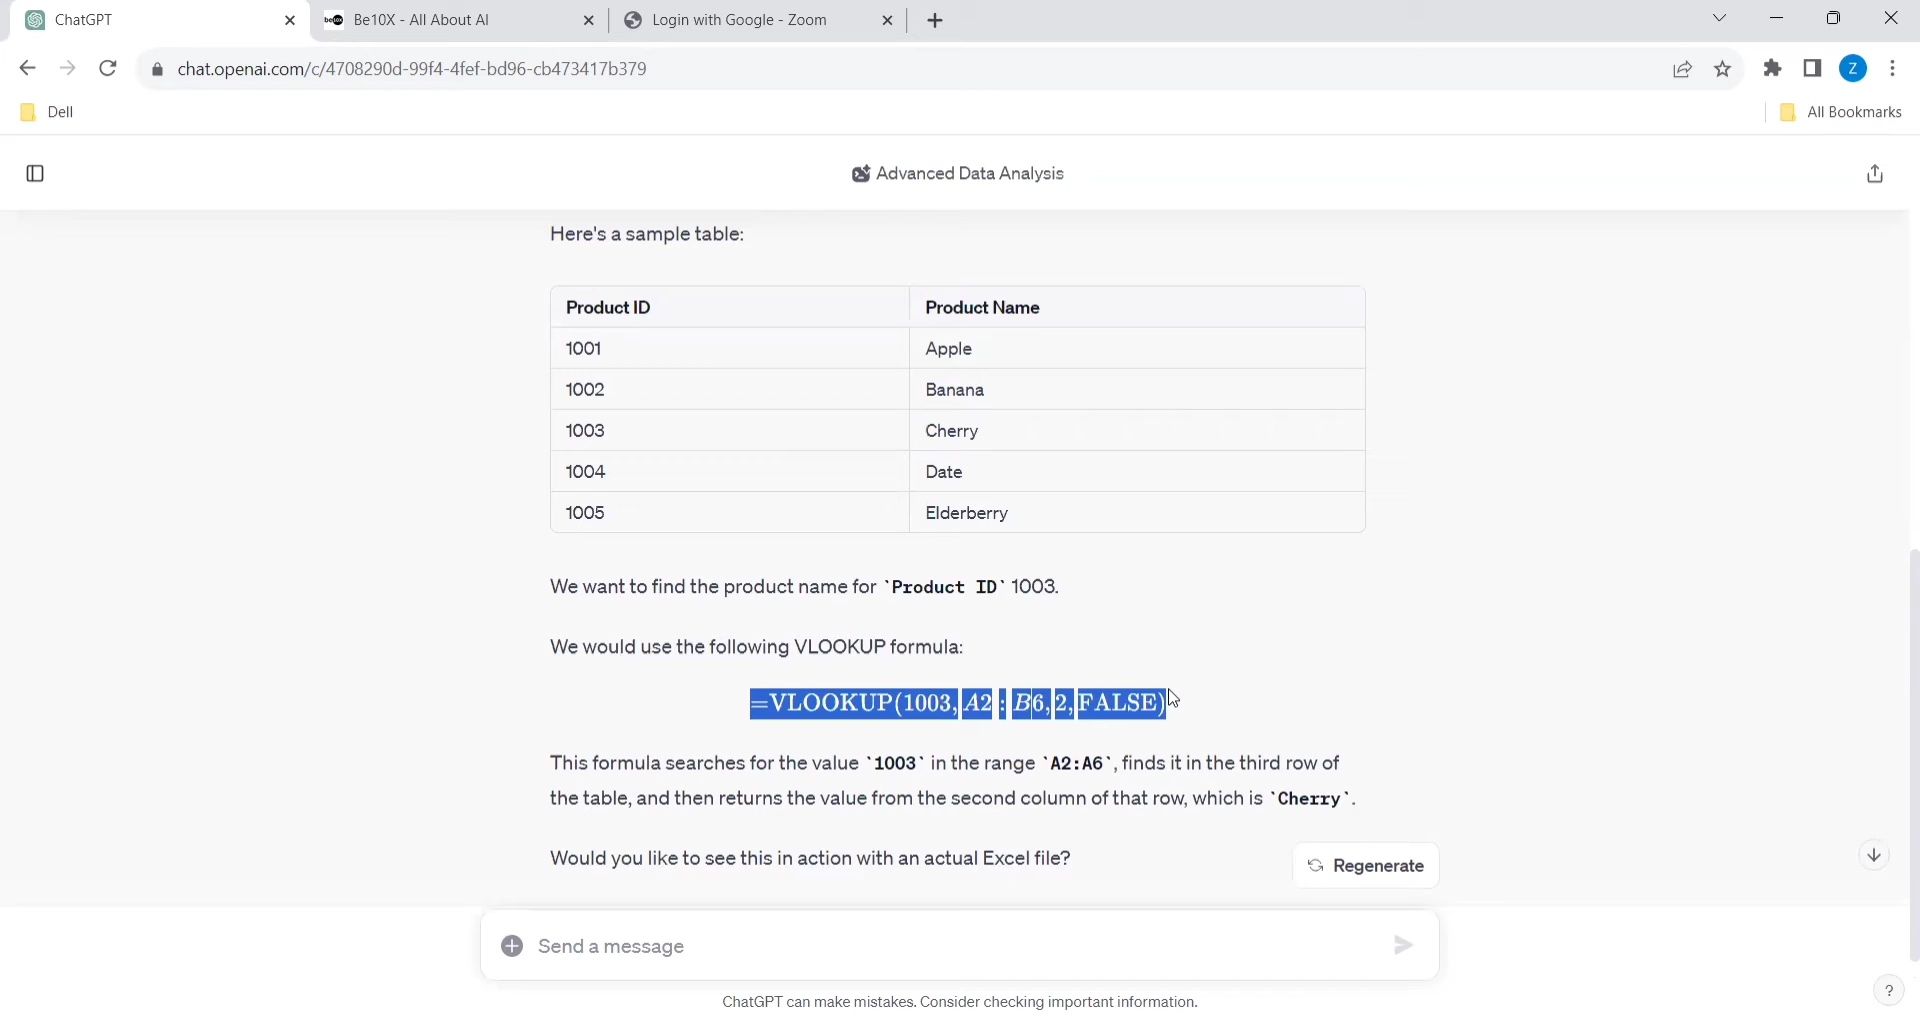 ChatGPT
Be10X - All About AI
Login with Google - Zoom
chat.openai.com/c/4708290d-99f4-4fef-bd96-cb473417b379
Z
Dell
All Bookmarks
Advanced Data Analysis
Here's a sample table:
Product ID Product Name
1001 Apple
1002 Banana
1003 Cherry
1004 Date
1005 Elderberry
We want to find the product name for `Product ID` 1003.
We would use the following VLOOKUP formula:
=VLOOKUP(1003, A2 : B6, 2, FALSE)
This formula searches for the value `1003` in the range `A2:A6`, finds it in the third row of
the table, and then returns the value from the second column of that row, which is `Cherry`.
Would you like to see this in action with an actual Excel file?
Regenerate
Send a message
ChatGPT can make mistakes. Consider checking important information.
?